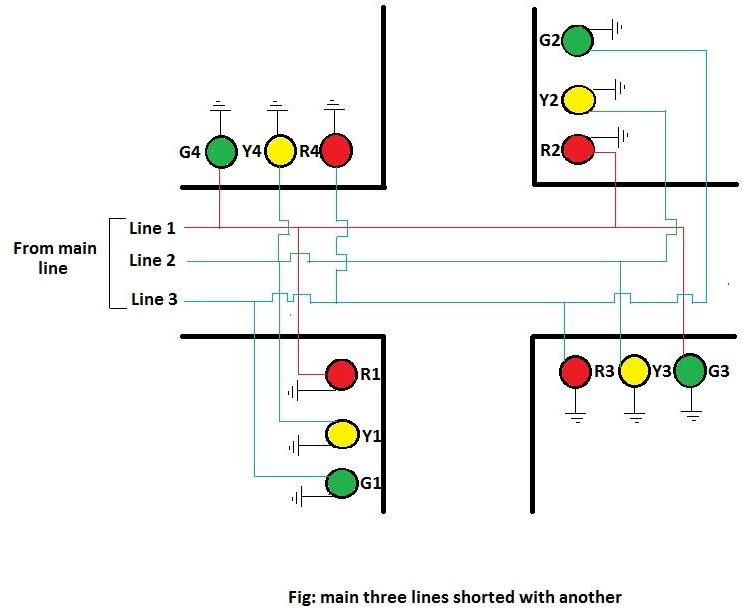 G2
Y2
R2
G4 Y4 R4
Line 1
From main
line
Line 2
Line 3
R1
Y1
G1
R3 Y3 G3
Fig: main three lines shorted with another